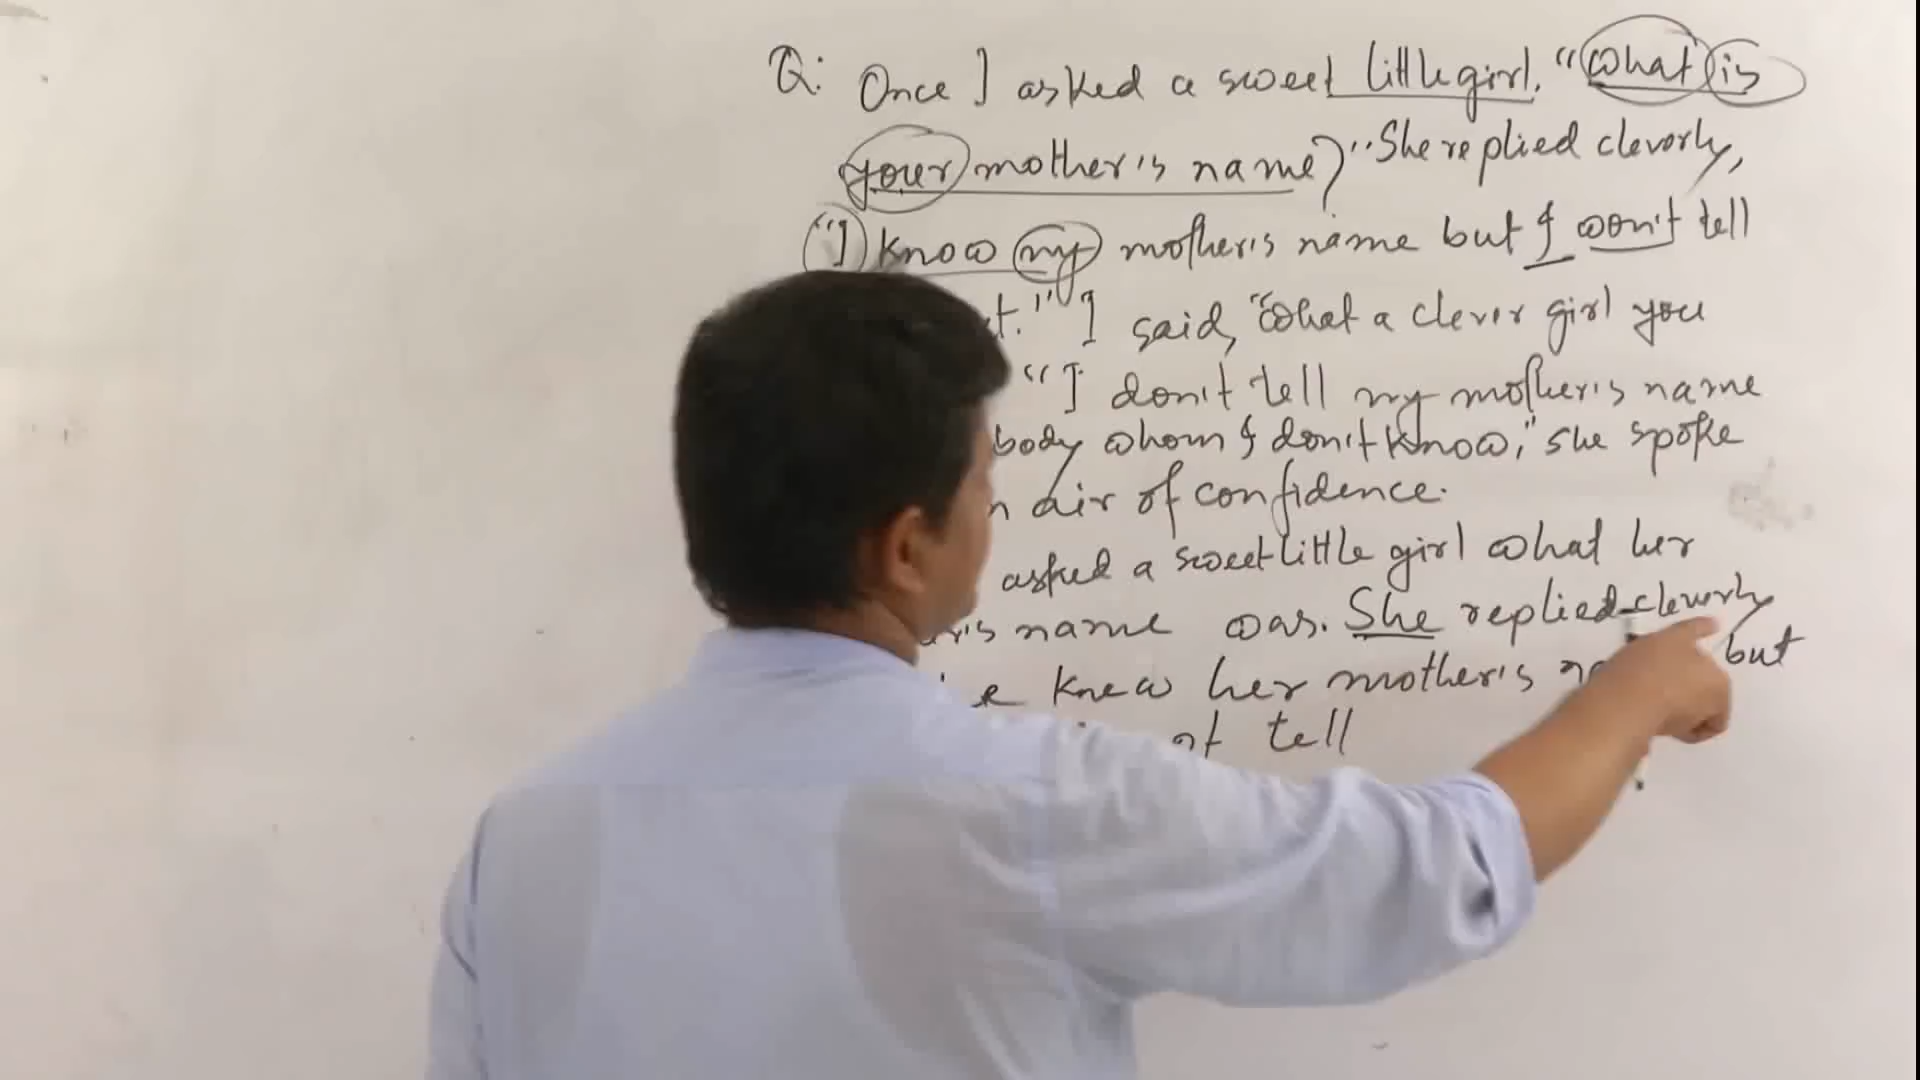 Q: Once I asked a sweet little girl, "What is
your mother's name?" She replied cleverly,
"I know my mother's name but I won't tell
I said, "What a clever girl you
"I don't tell my mother's name
body whom I don't know," she spoke
air of confidence.
asked a sweet little girl what her
name was. She replied cleverly
knew her mother's but
tell